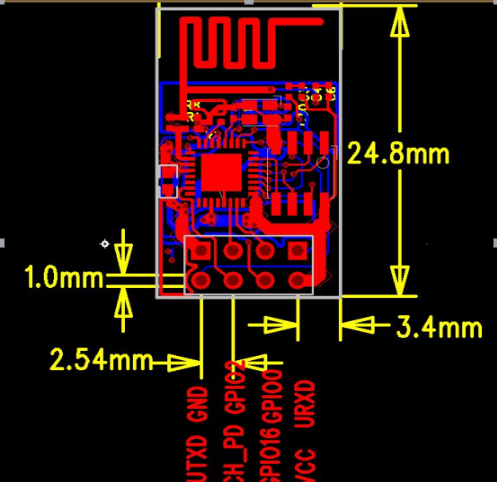 24.8mm
1.0mm
3.4mm
2.54mm
UTXD GND
CH_PD GPIO2
GPIO16 GPIO0
VCC URXD